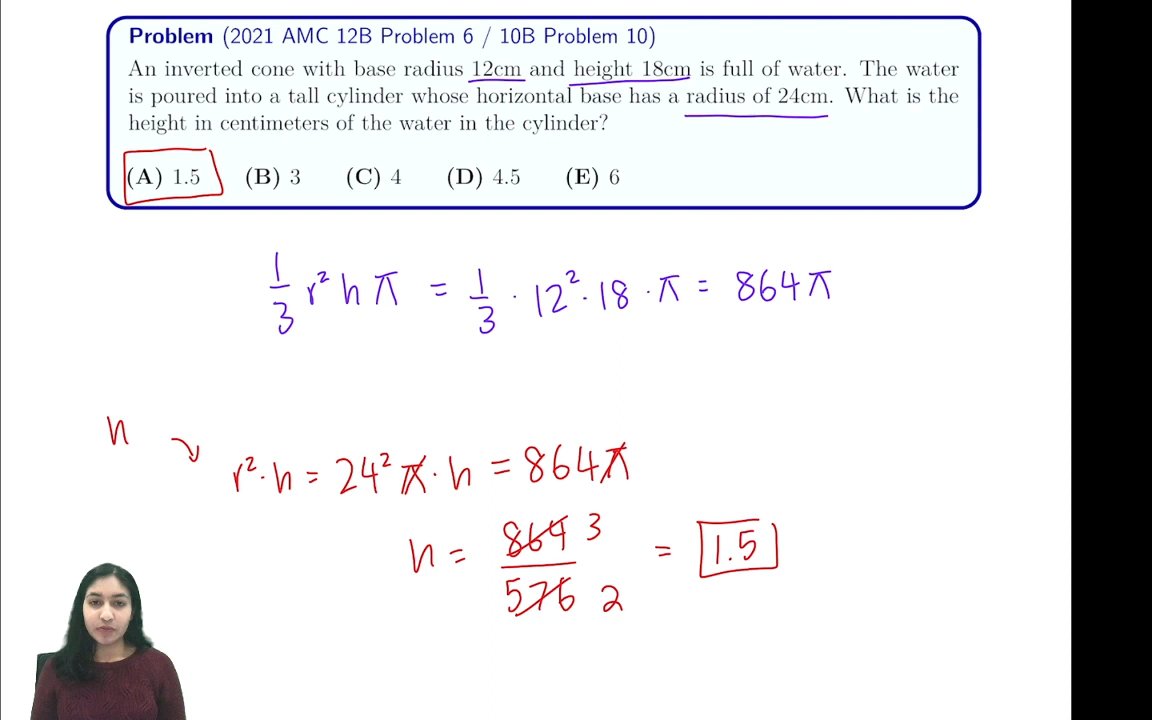 Problem (2021 AMC 12B Problem 6 / 10B Problem 10)
An inverted cone with base radius 12cm and height 18cm is full of water. The water
is poured into a tall cylinder whose horizontal base has a radius of 24cm. What is the
height in centimeters of the water in the cylinder?
(A) 1.5 (B) 3 (C) 4 (D) 4.5 (E) 6
1/3 r² h π = 1/3 · 12² · 18 · π = 864π
h
r² · h = 24² π · h = 864π
h = 864/576 3/2 = 1.5